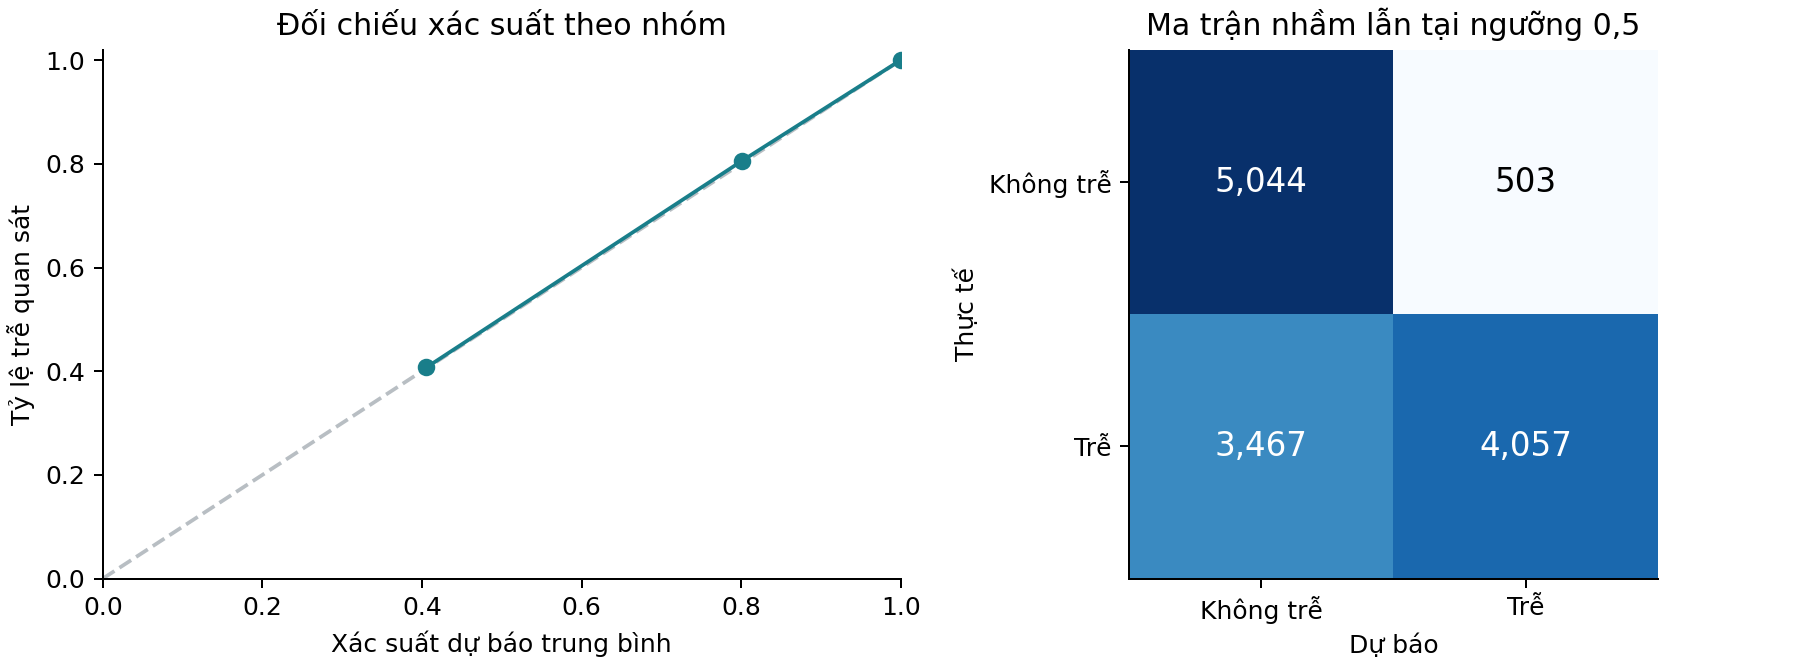 Đối chiếu xác suất theo nhóm
1.0
0.8
0.6
0.4
0.2
0.0
0.0 0.2 0.4 0.6 0.8 1.0
Tỷ lệ trễ quan sát
Xác suất dự báo trung bình
Ma trận nhầm lẫn tại ngưỡng 0,5
Thực tế
Không trễ
5,044 503
Trễ
3,467 4,057
Không trễ Trễ
Dự báo